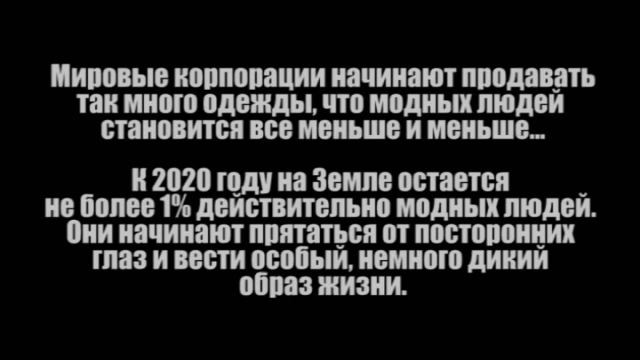 Мировые корпорации начинают продавать
так много одежды, что модных людей
становится все меньше и меньше...
К 2020 году на Земле остается
не более 1% действительно модных людей.
Они начинают прятаться от посторонних
глаз и вести особый, немного дикий
образ жизни.